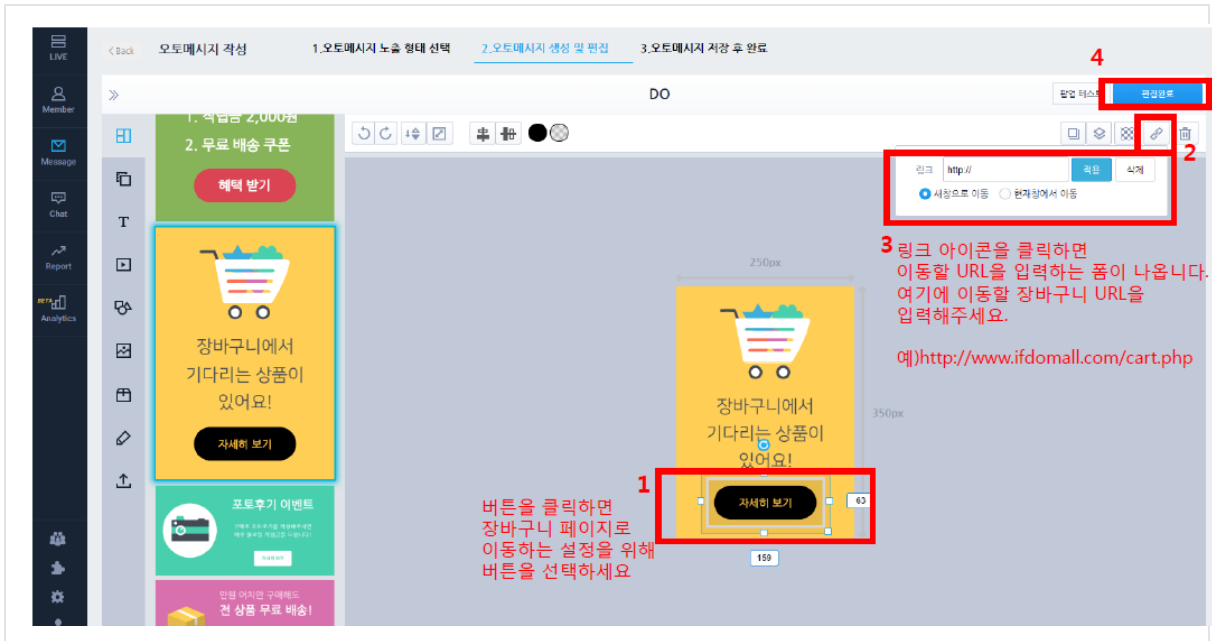 LIVE
Member
Message
Chat
Report
BETA
Analytics
< Back
오토메시지 작성
1.오토메시지 노출 형태 선택
2.오토메시지 생성 및 편집
3.오토메시지 저장 후 완료
4
DO
팝업 테스트
편집완료
1. 적립금 2,000원
2. 무료 배송 쿠폰
혜택 받기
2
링크
http://
적용
삭제
새창으로 이동
현재창에서 이동
3 링크 아이콘을 클릭하면
이동할 URL을 입력하는 폼이 나옵니다.
여기에 이동할 장바구니 URL을
입력해주세요.
예)http://www.ifdomall.com/cart.php
장바구니에서
기다리는 상품이
있어요!
자세히 보기
250px
350px
장바구니에서
기다리는 상품이
있어요!
1
자세히 보기
63
159
버튼을 클릭하면
장바구니 페이지로
이동하는 설정을 위해
버튼을 선택하세요
포토후기 이벤트
만원 어치만 구매해도
전 상품 무료 배송!